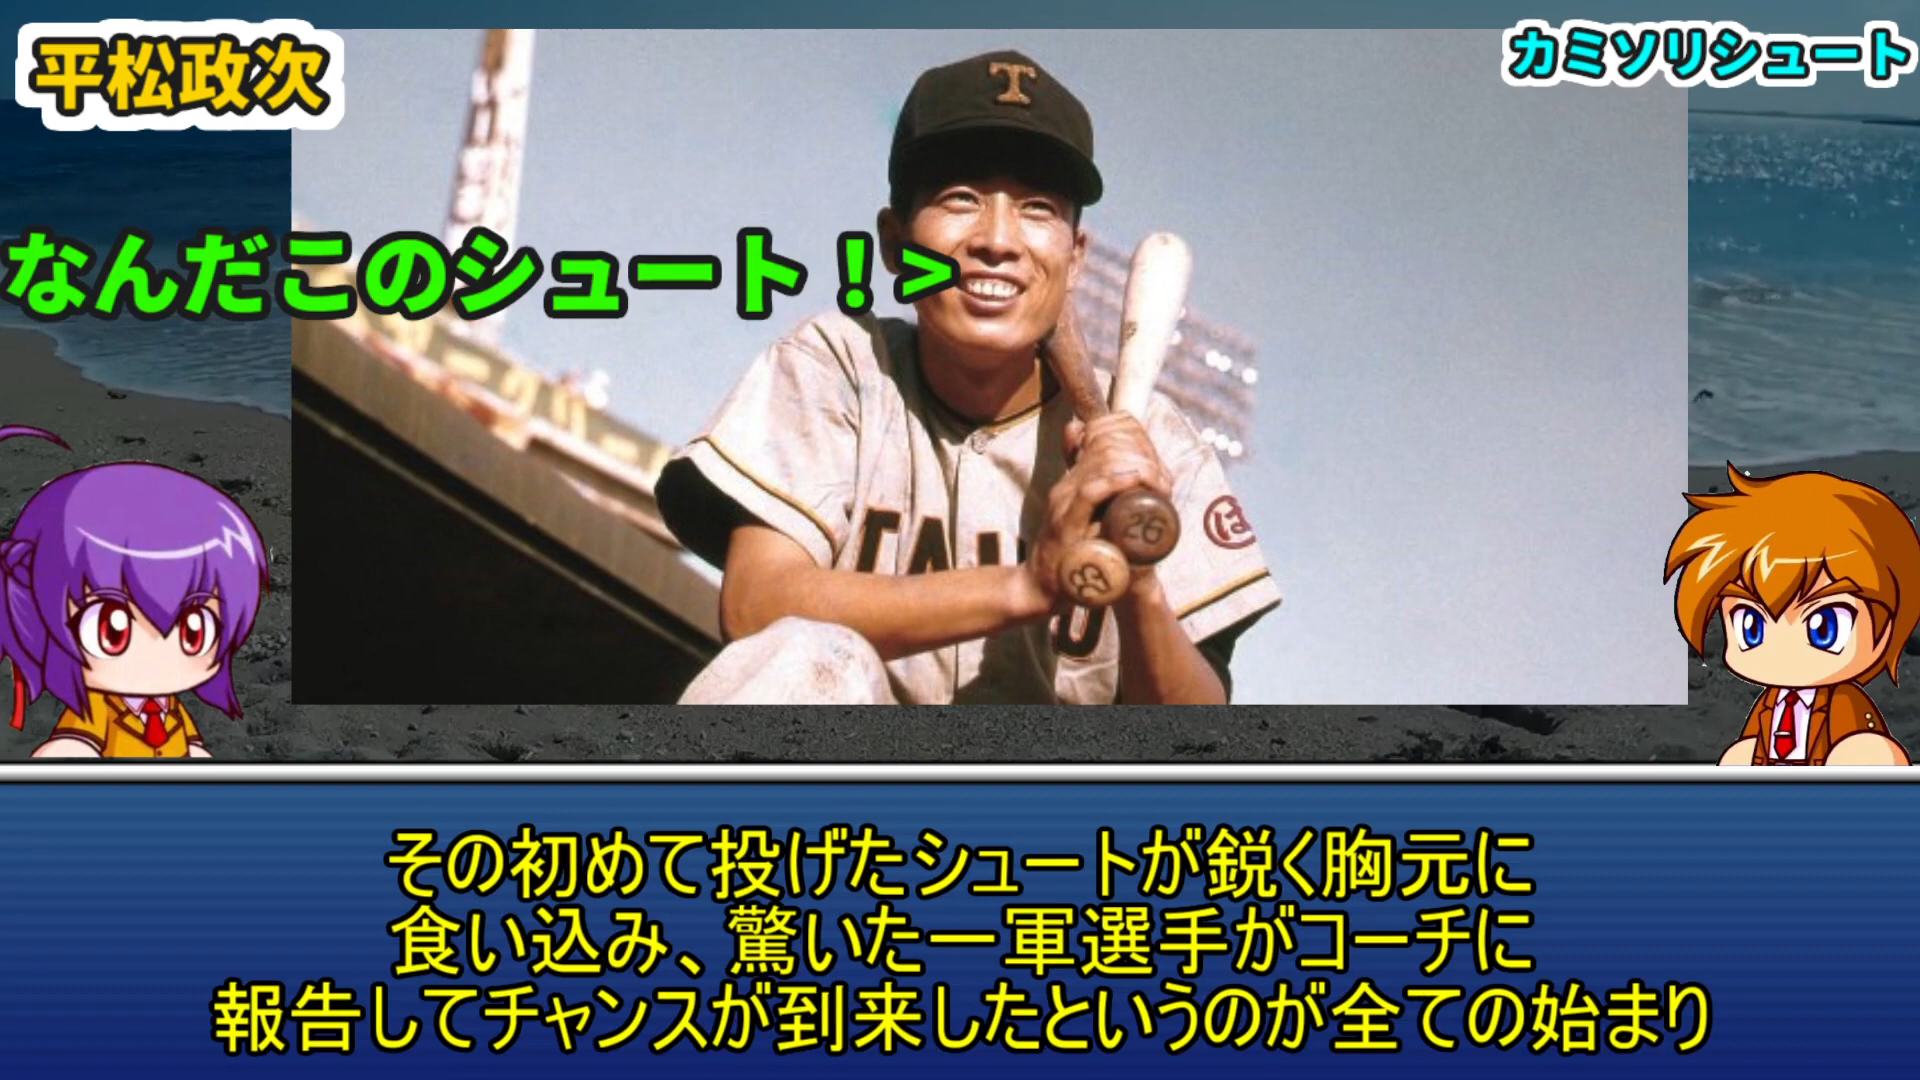 平松政次
カミソリシュート
なんだこのシュート！>
T
26
は
TAIYO
その初めて投げたシュートが鋭く胸元に
食い込み、驚いた一軍選手がコーチに
報告してチャンスが到来したというのが全ての始まり